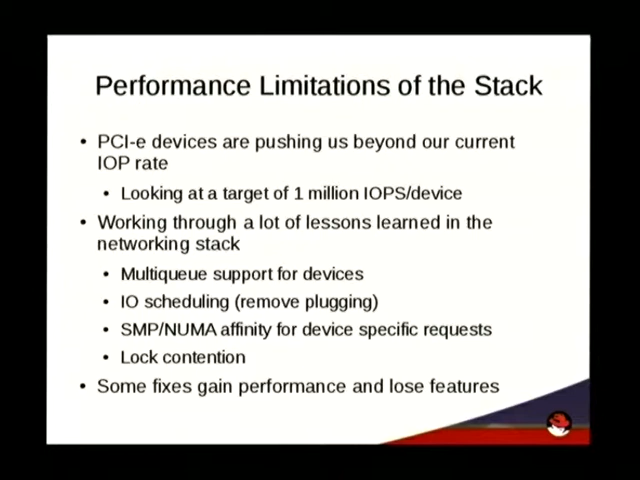 Performance Limitations of the Stack
• PCI-e devices are pushing us beyond our current
IOP rate
• Looking at a target of 1 million IOPS/device
• Working through a lot of lessons learned in the
networking stack
• Multiqueue support for devices
• IO scheduling (remove plugging)
• SMP/NUMA affinity for device specific requests
• Lock contention
• Some fixes gain performance and lose features